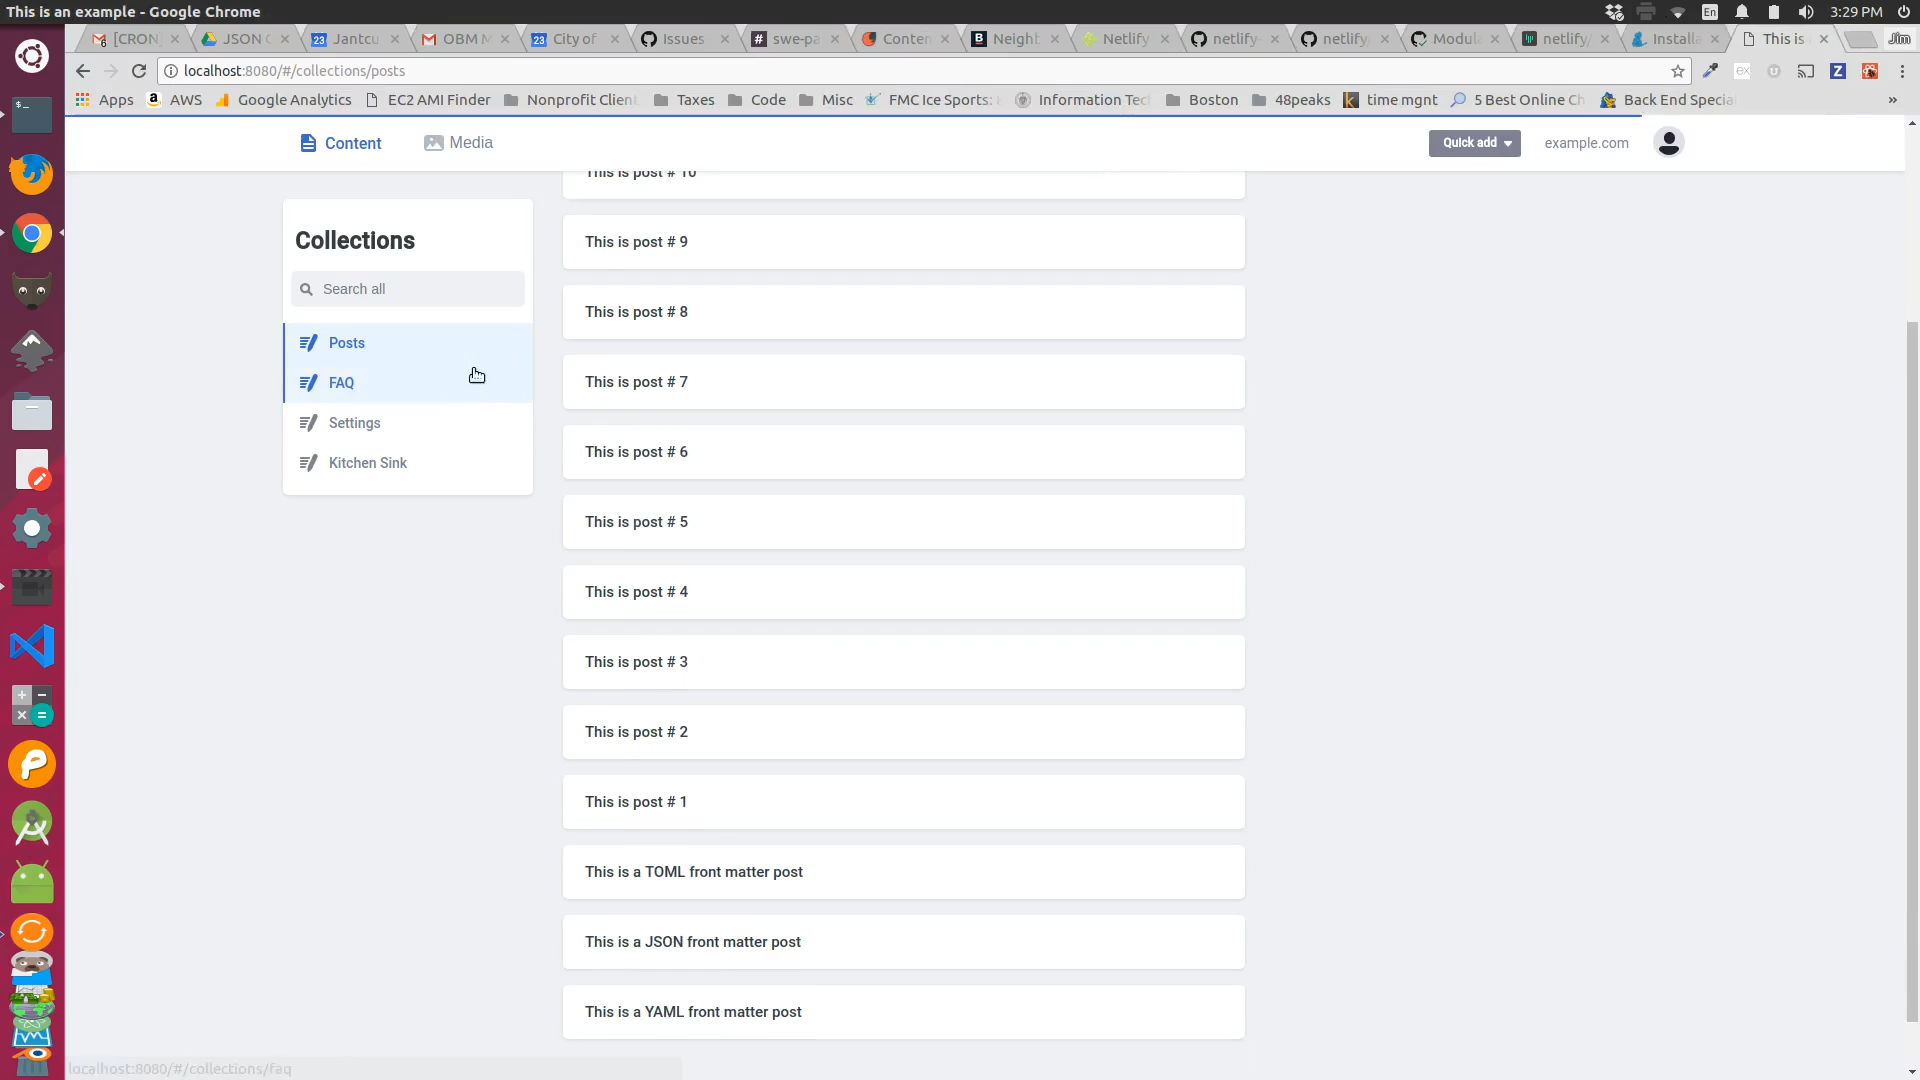 This is an example - Google Chrome
En
3:29 PM
[CRON
JSON
Jantcu
OBM M
City of
Issues
swe-pa
Conten
Neight
Netlify
netlify-
netlify
Modul
netlify/
Installa
This is
Jim
localhost:8080/#/collections/posts
Apps
AWS
Google Analytics
EC2 AMI Finder
Nonprofit Client
Taxes
Code
Misc
FMC Ice Sports:
Information Tec
Boston
48peaks
time mgnt
5 Best Online Ch
Back End Specia
»
Content
Media
Quick add
example.com
This is post # 10
Collections
Search all
Posts
FAQ
Settings
Kitchen Sink
This is post # 9
This is post # 8
This is post # 7
This is post # 6
This is post # 5
This is post # 4
This is post # 3
This is post # 2
This is post # 1
This is a TOML front matter post
This is a JSON front matter post
This is a YAML front matter post
localhost:8080/#/collections/faq